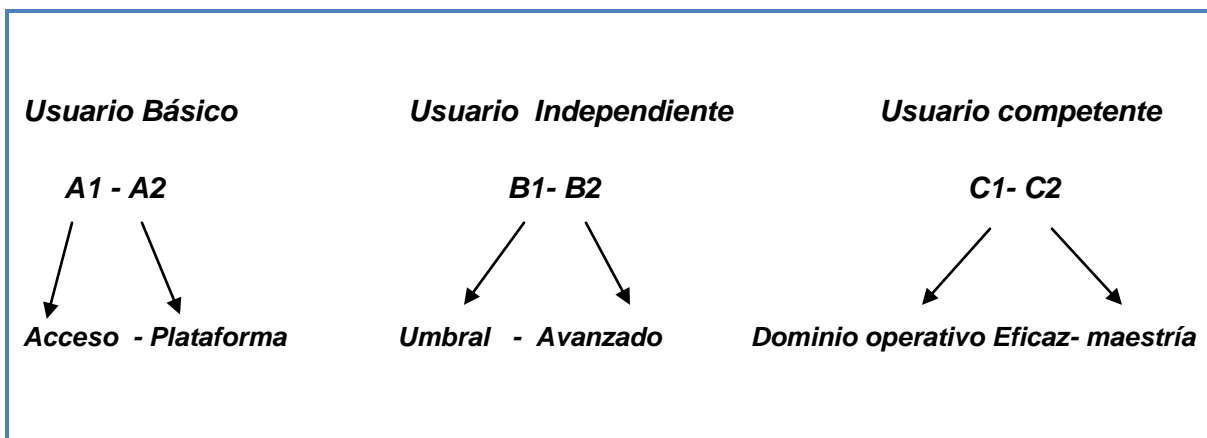 Usuario Básico Usuario Independiente Usuario competente
A1 - A2 B1- B2 C1- C2
Acceso - Plataforma Umbral - Avanzado Dominio operativo Eficaz- maestría